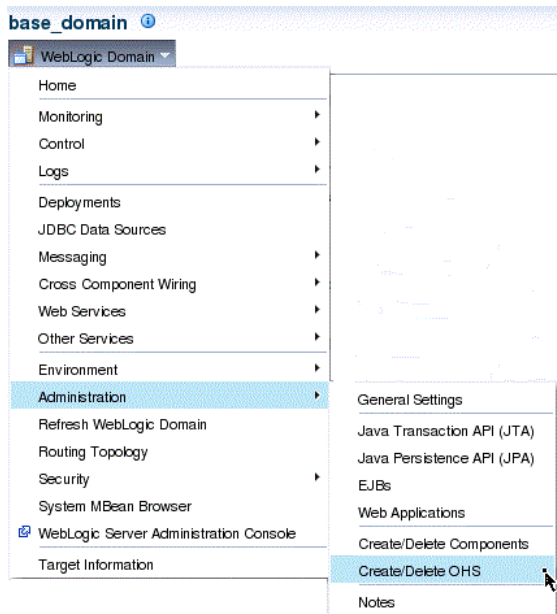 base_domain
WebLogic Domain
Home
Monitoring
Control
Logs
Deployments
JDBC Data Sources
Messaging
Cross Component Wiring
Web Services
Other Services
Environment
Administration
Refresh WebLogic Domain
Routing Topology
Security
System MBean Browser
WebLogic Server Administration Console
Target Information
General Settings
Java Transaction API (JTA)
Java Persistence API (JPA)
EJBs
Web Applications
Create/Delete Components
Create/Delete OHS
Notes